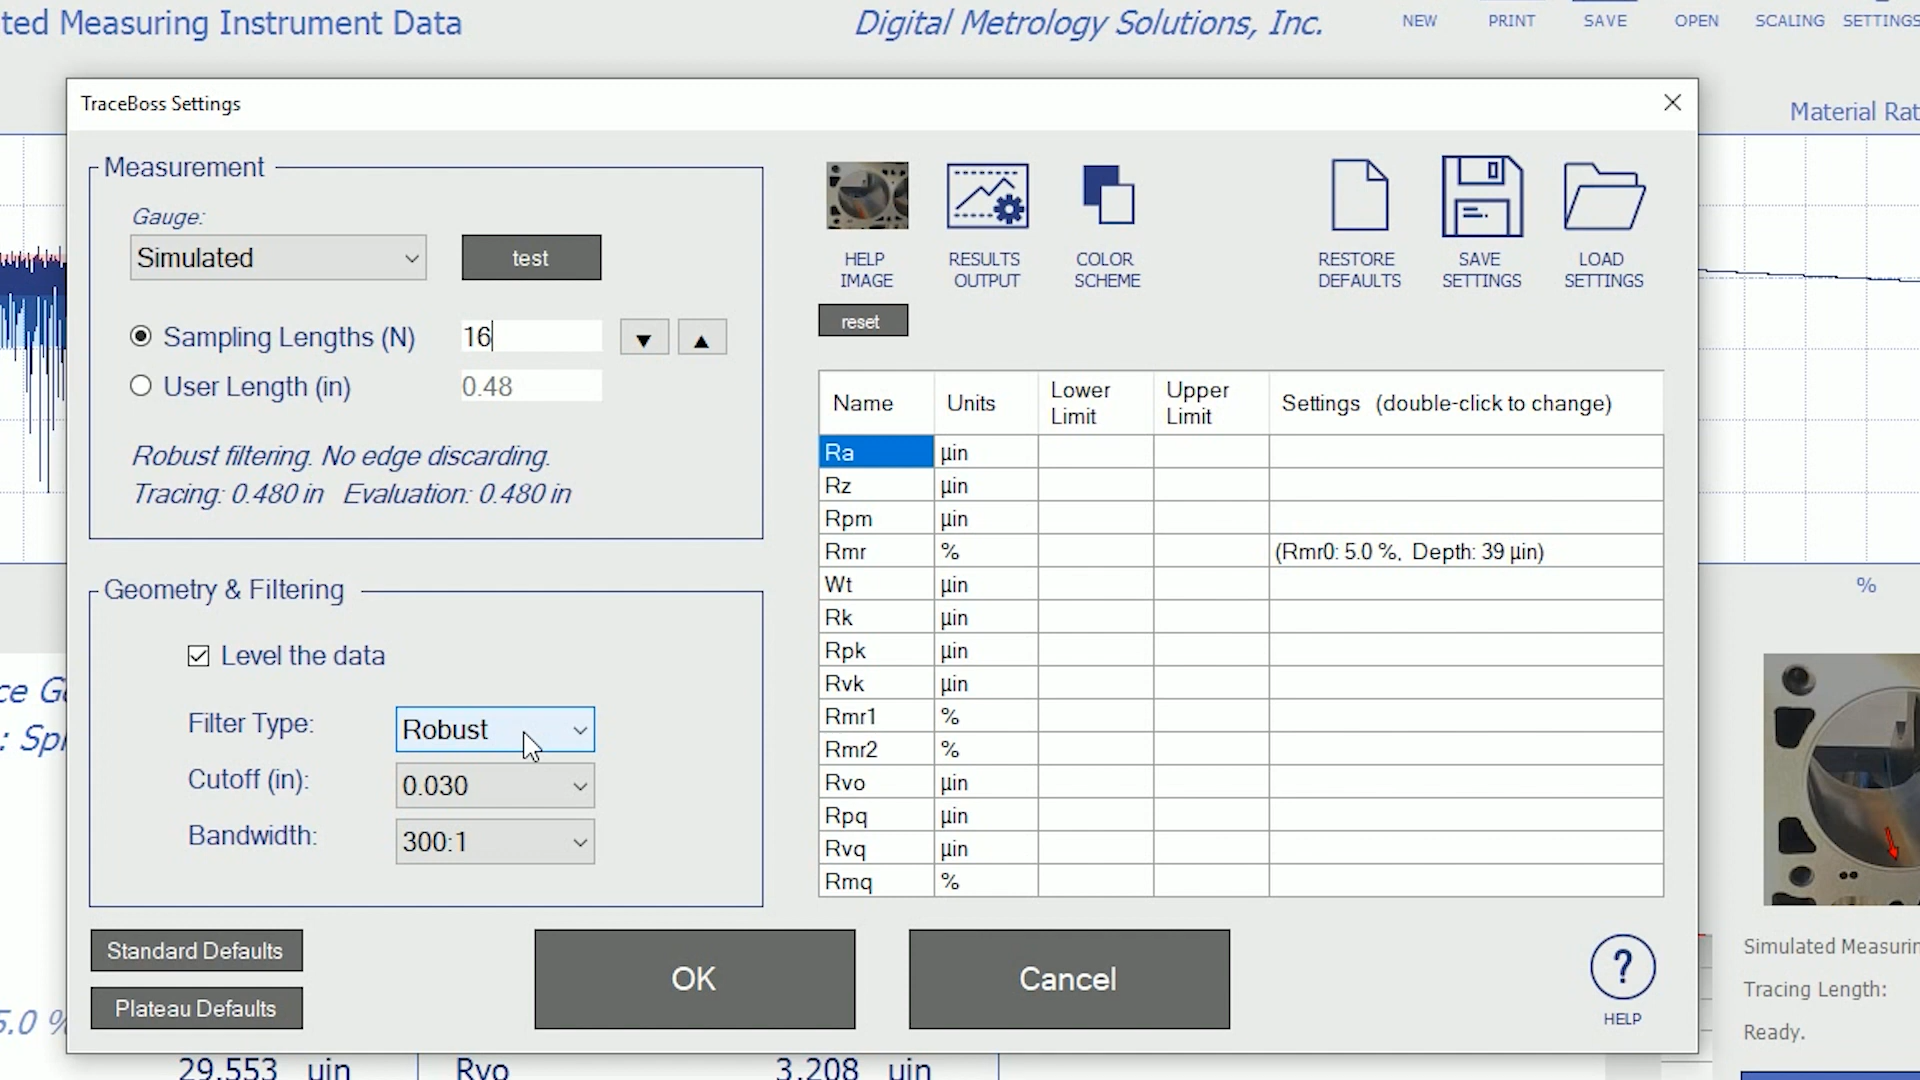 ted Measuring Instrument Data
Digital Metrology Solutions, Inc.
NEW PRINT SAVE OPEN SCALING SETTINGS
Material Rat
TraceBoss Settings
Measurement
Gauge:
Simulated
test
Sampling Lengths (N) 16
User Length (in) 0.48
Robust filtering. No edge discarding.
Tracing: 0.480 in Evaluation: 0.480 in
Geometry & Filtering
Level the data
Filter Type: Robust
Cutoff (in): 0.030
Bandwidth: 300:1
Standard Defaults
Plateau Defaults
OK
Cancel
HELP IMAGE
reset
RESULTS OUTPUT
COLOR SCHEME
RESTORE DEFAULTS
SAVE SETTINGS
LOAD SETTINGS
Name Units Lower Limit Upper Limit Settings (double-click to change)
Ra µin
Rz µin
Rpm µin
Rmr % (Rmr0: 5.0 %, Depth: 39 µin)
Wt µin
Rk µin
Rpk µin
Rvk µin
Rmr1 %
Rmr2 %
Rvo µin
Rpq µin
Rvq µin
Rmq %
?
HELP
%
ce G
: Spl
5.0 %
29.553 µin Rvo 3.208 µin
Simulated Measurin
Tracing Length:
Ready.